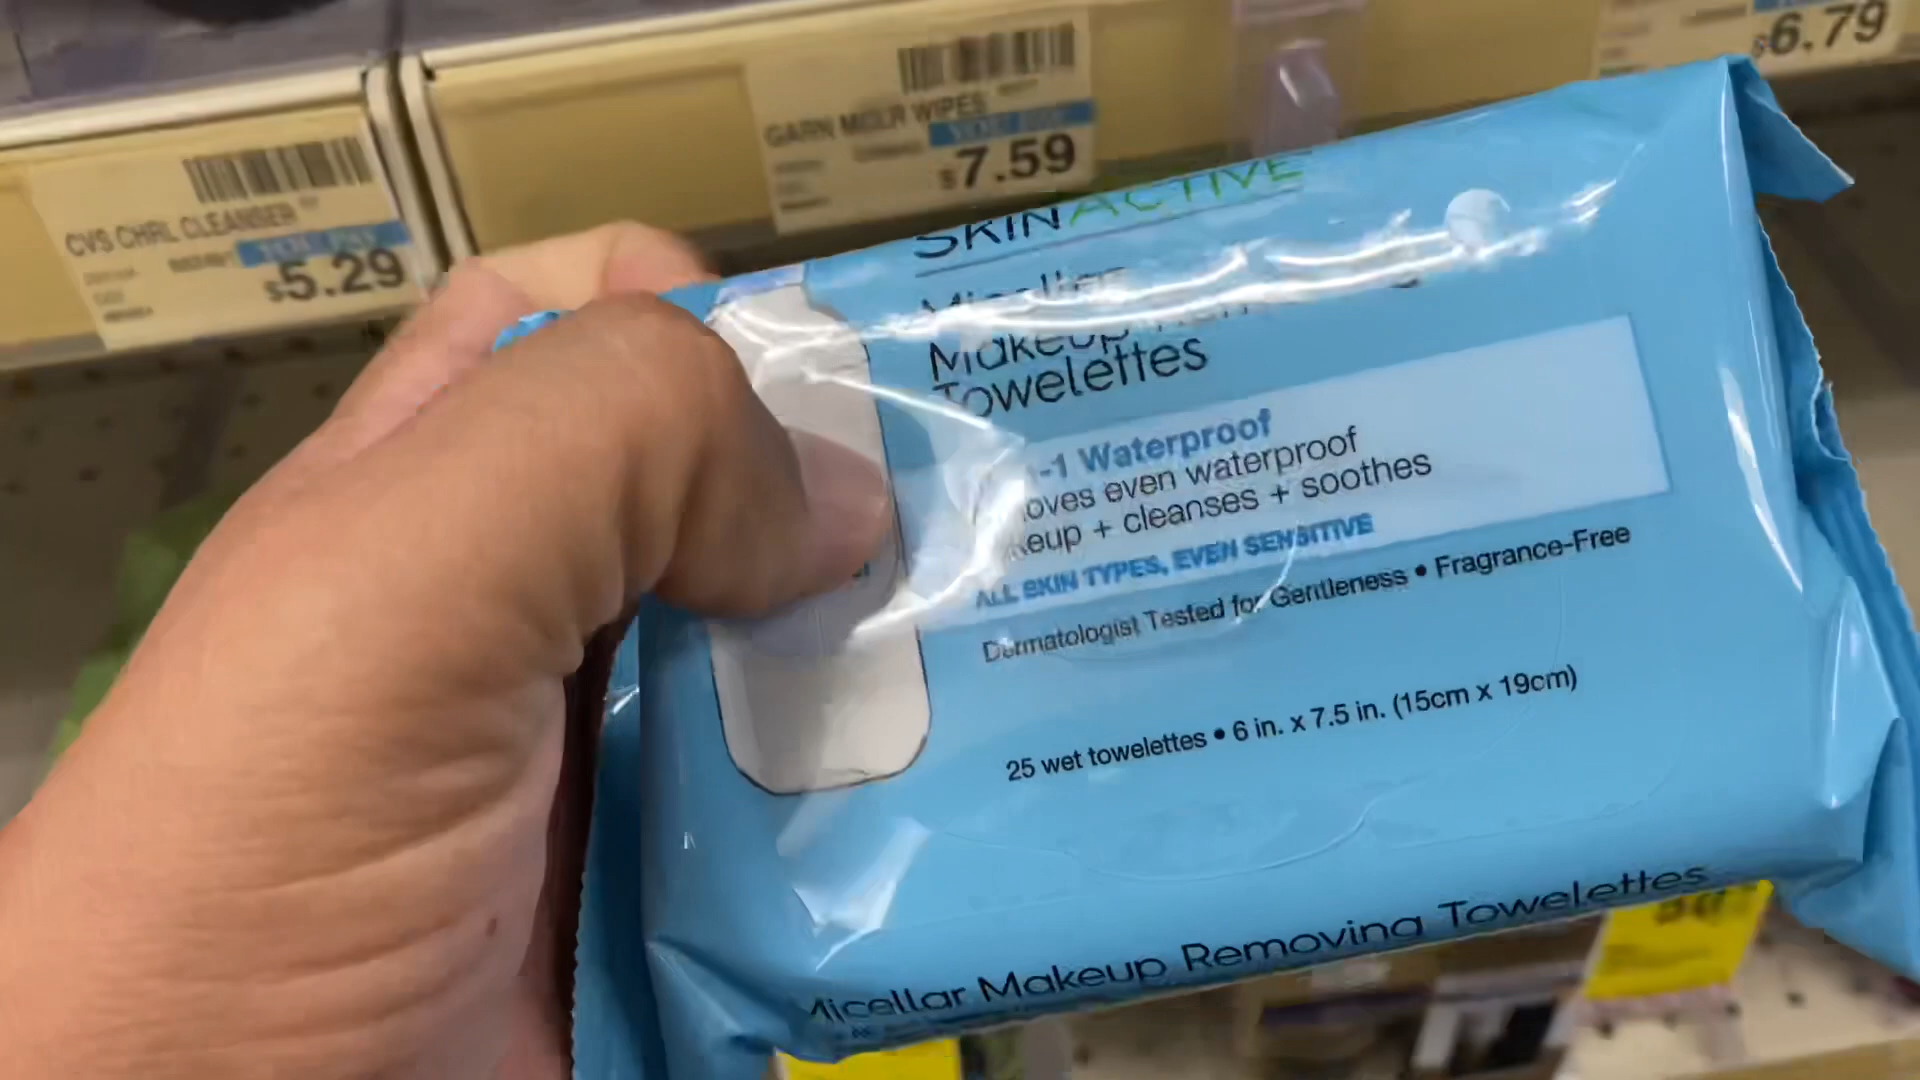 $6.79
GARN MCLR WIPES
$7.59
CVS CHRL CLEANSER
$5.29
SKINACTIVE
Micellar
Makeup
Towelettes
-1 Waterproof
oves even waterproof
keup + cleanses + soothes
ALL SKIN TYPES, EVEN SENSITIVE
Dermatologist Tested for Gentleness • Fragrance-Free
25 wet towelettes • 6 in. x 7.5 in. (15cm x 19cm)
Micellar Makeup Removing Towelettes